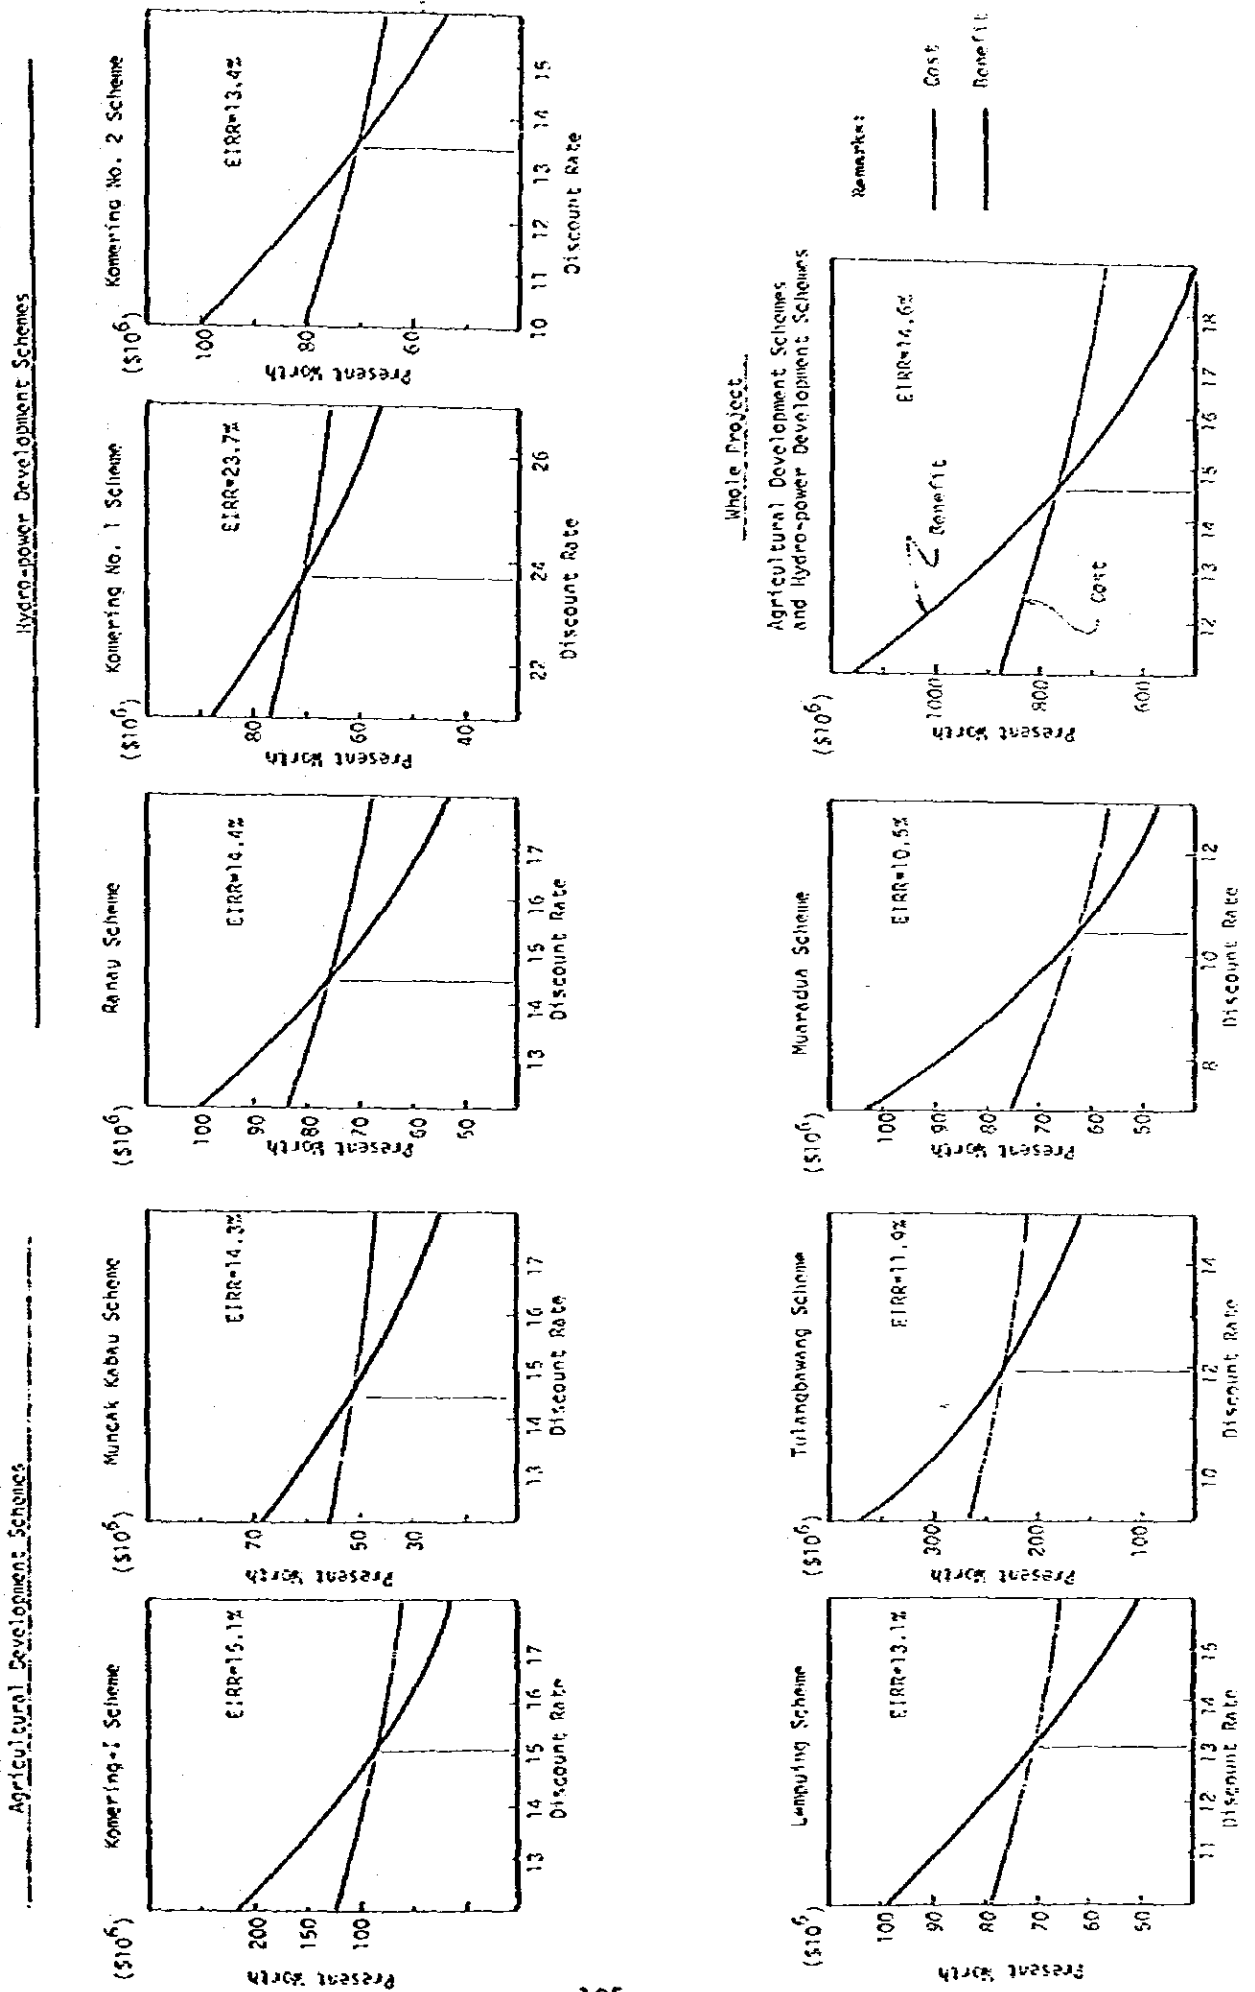 Agricultural Development Schemes
Hydro-power Development Schemes
Komering-I Scheme
($10⁶)
EIRR=15.1%
200
150
100
Present Worth
13 14 15 16 17
Discount Rate
Muncak Kabau Scheme
($10⁶)
EIRR=14.3%
70
50
30
Present Worth
13 14 15 16 17
Discount Rate
Ranau Scheme
($10⁶)
EIRR=14.4%
100
90
80
70
60
50
Present Worth
13 14 15 16 17
Discount Rate
Komering No. 1 Scheme
($10⁶)
EIRR=23.7%
80
60
40
Present Worth
22 24 26
Discount Rate
Komering No. 2 Scheme
($10⁶)
EIRR=13.4%
100
80
60
Present Worth
10 11 12 13 14 15
Discount Rate
Lempuing Scheme
($10⁶)
EIRR=13.1%
100
90
80
70
60
50
Present Worth
11 12 13 14 15
Discount Rate
Tulangbawang Scheme
($10⁶)
EIRR=11.9%
300
200
100
Present Worth
10 12 14
Discount Rate
Muaradua Scheme
($10⁶)
EIRR=10.5%
100
90
80
70
60
50
Present Worth
8 10 12
Discount Rate
Whole Project
Agricultural Development Schemes
and Hydro-power Development Schemes
($10⁶)
EIRR=14.6%
Benefit
Cost
1000
800
600
Present Worth
12 13 14 15 16 17 18
Remarks:
Cost
Benefit